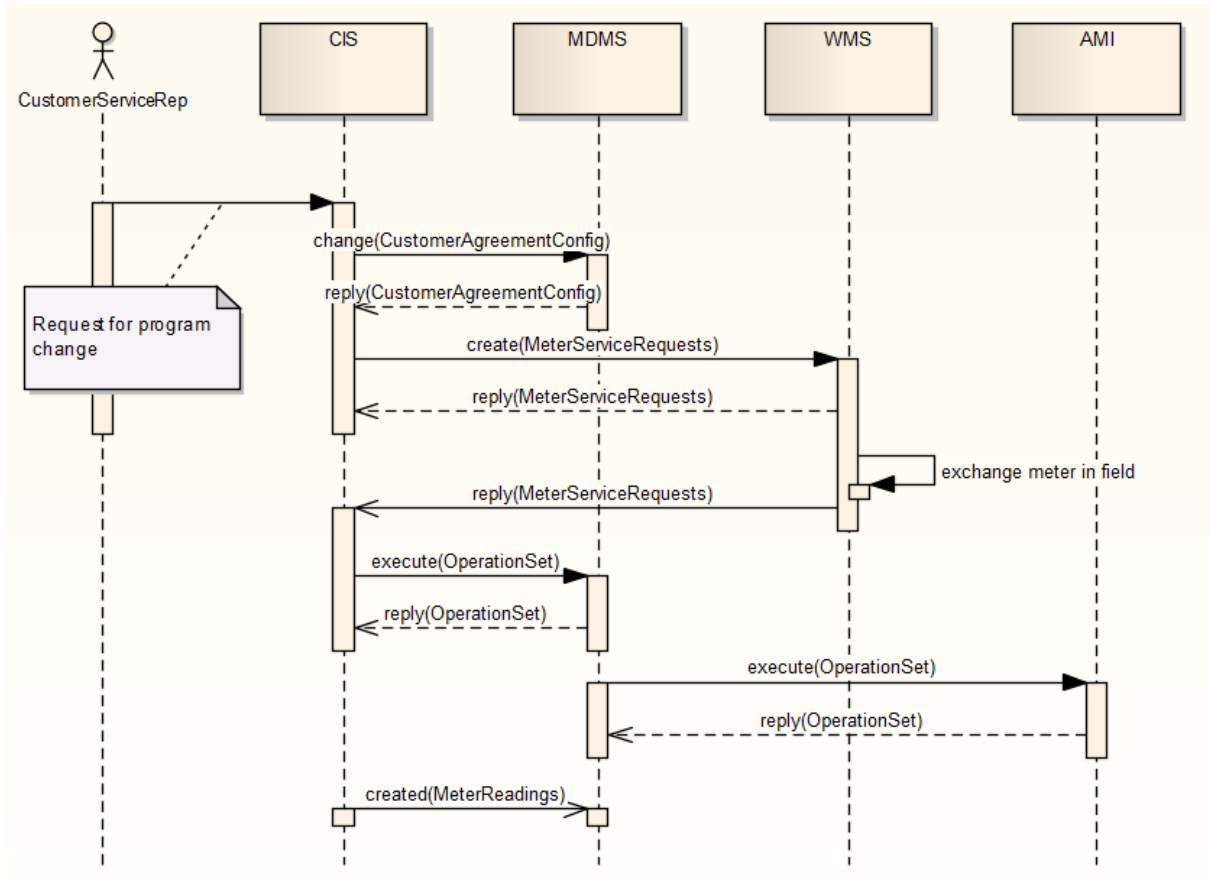 CIS
MDMS
WMS
AMI
CustomerServiceRep
change(CustomerAgreementConfig)
reply(CustomerAgreementConfig)
Request for program
change
create(MeterServiceRequests)
reply(MeterServiceRequests)
exchange meter in field
reply(MeterServiceRequests)
execute(OperationSet)
reply(OperationSet)
execute(OperationSet)
reply(OperationSet)
created(MeterReadings)